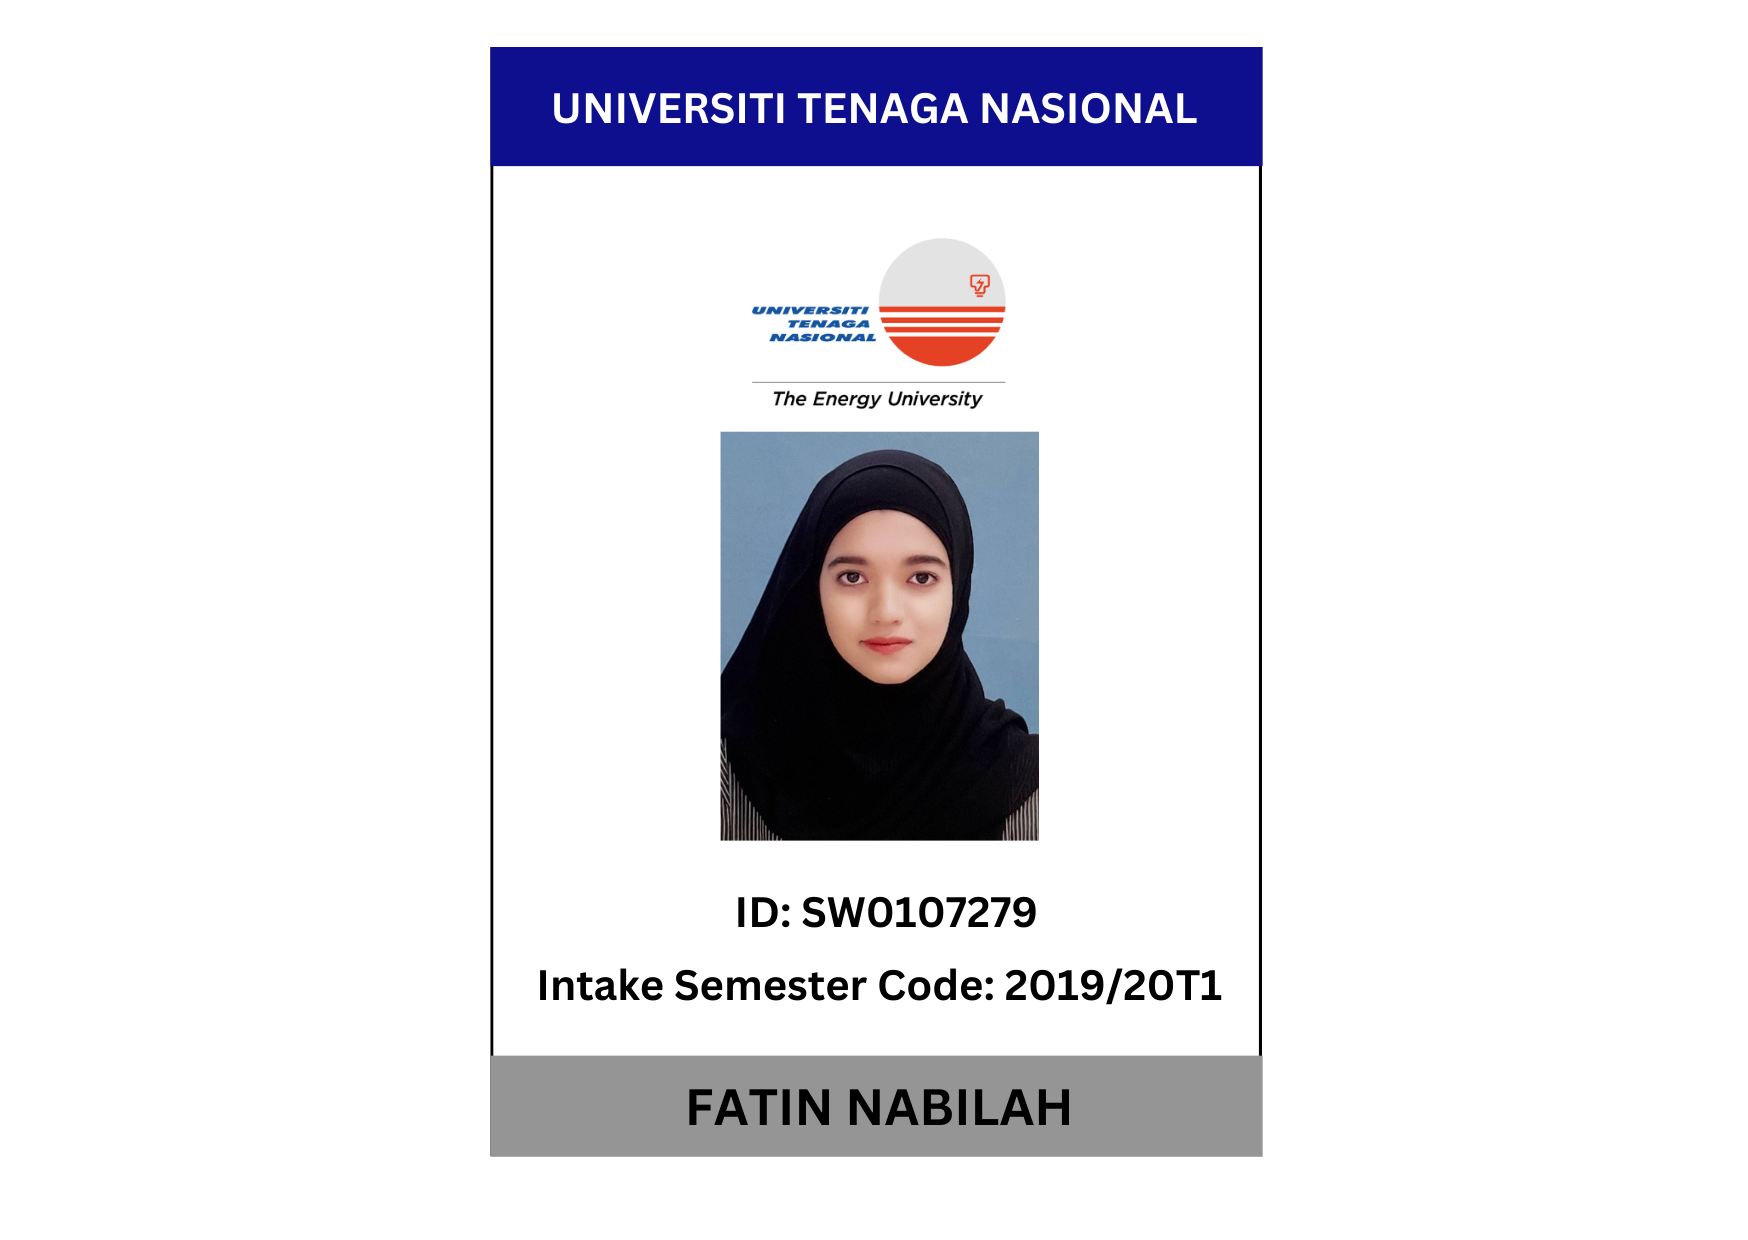 UNIVERSITI TENAGA NASIONAL
UNIVERSITI
TENAGA
NASIONAL
The Energy University
ID: SW0107279
Intake Semester Code: 2019/20T1
FATIN NABILAH